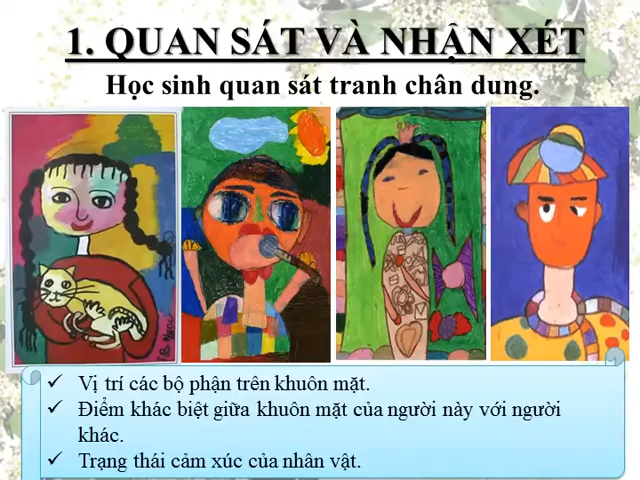 1. QUAN SÁT VÀ NHẬN XÉT
Học sinh quan sát tranh chân dung.
✓ Vị trí các bộ phận trên khuôn mặt.
✓ Điểm khác biệt giữa khuôn mặt của người này với người
khác.
✓ Trạng thái cảm xúc của nhân vật.